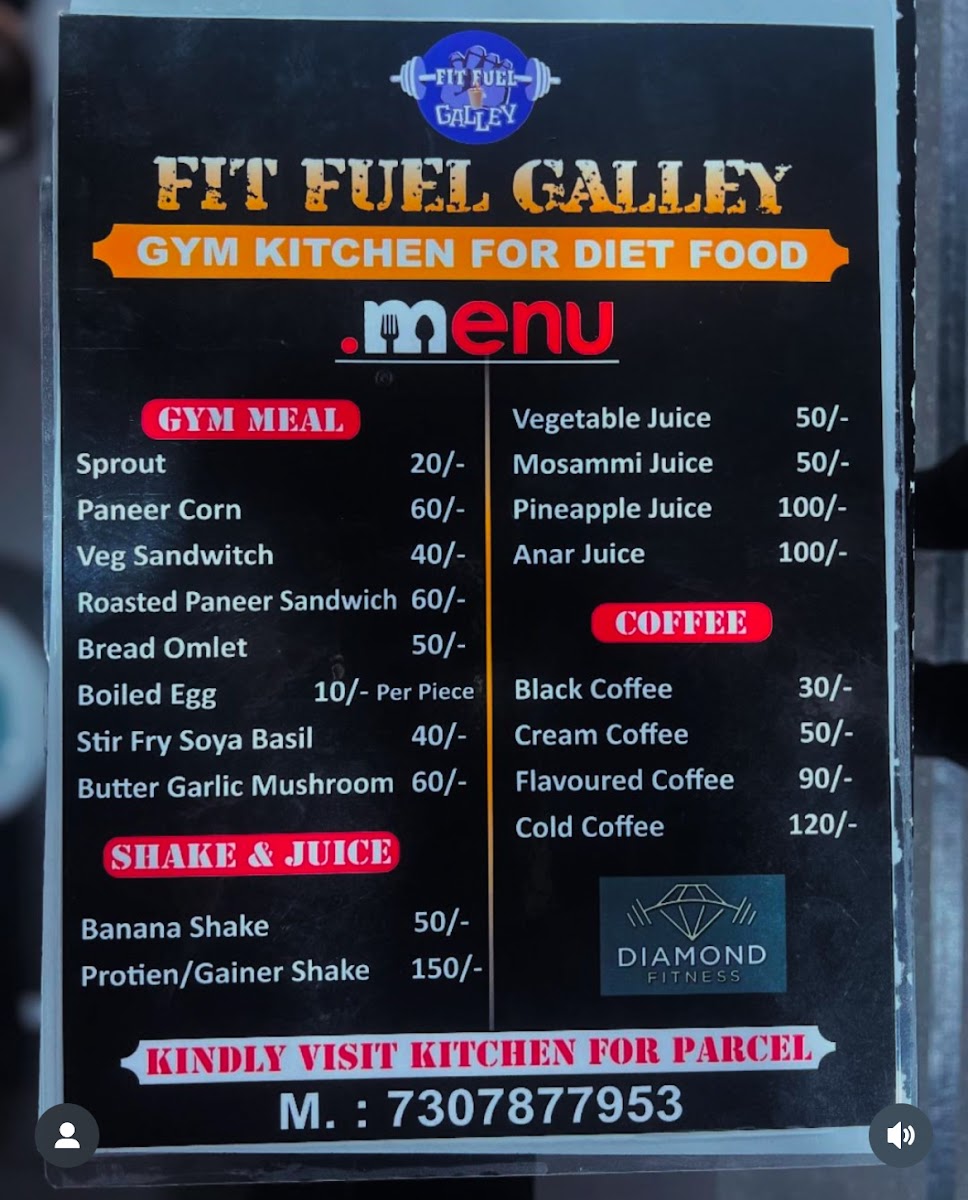 FIT FUEL
GALLEY
FIT FUEL GALLEY
GYM KITCHEN FOR DIET FOOD
.menu
GYM MEAL
Sprout 20/-
Paneer Corn 60/-
Veg Sandwitch 40/-
Roasted Paneer Sandwich 60/-
Bread Omlet 50/-
Boiled Egg 10/- Per Piece
Stir Fry Soya Basil 40/-
Butter Garlic Mushroom 60/-
SHAKE & JUICE
Banana Shake 50/-
Protien/Gainer Shake 150/-
Vegetable Juice 50/-
Mosammi Juice 50/-
Pineapple Juice 100/-
Anar Juice 100/-
COFFEE
Black Coffee 30/-
Cream Coffee 50/-
Flavoured Coffee 90/-
Cold Coffee 120/-
DIAMOND
FITNESS
KINDLY VISIT KITCHEN FOR PARCEL
M. : 7307877953